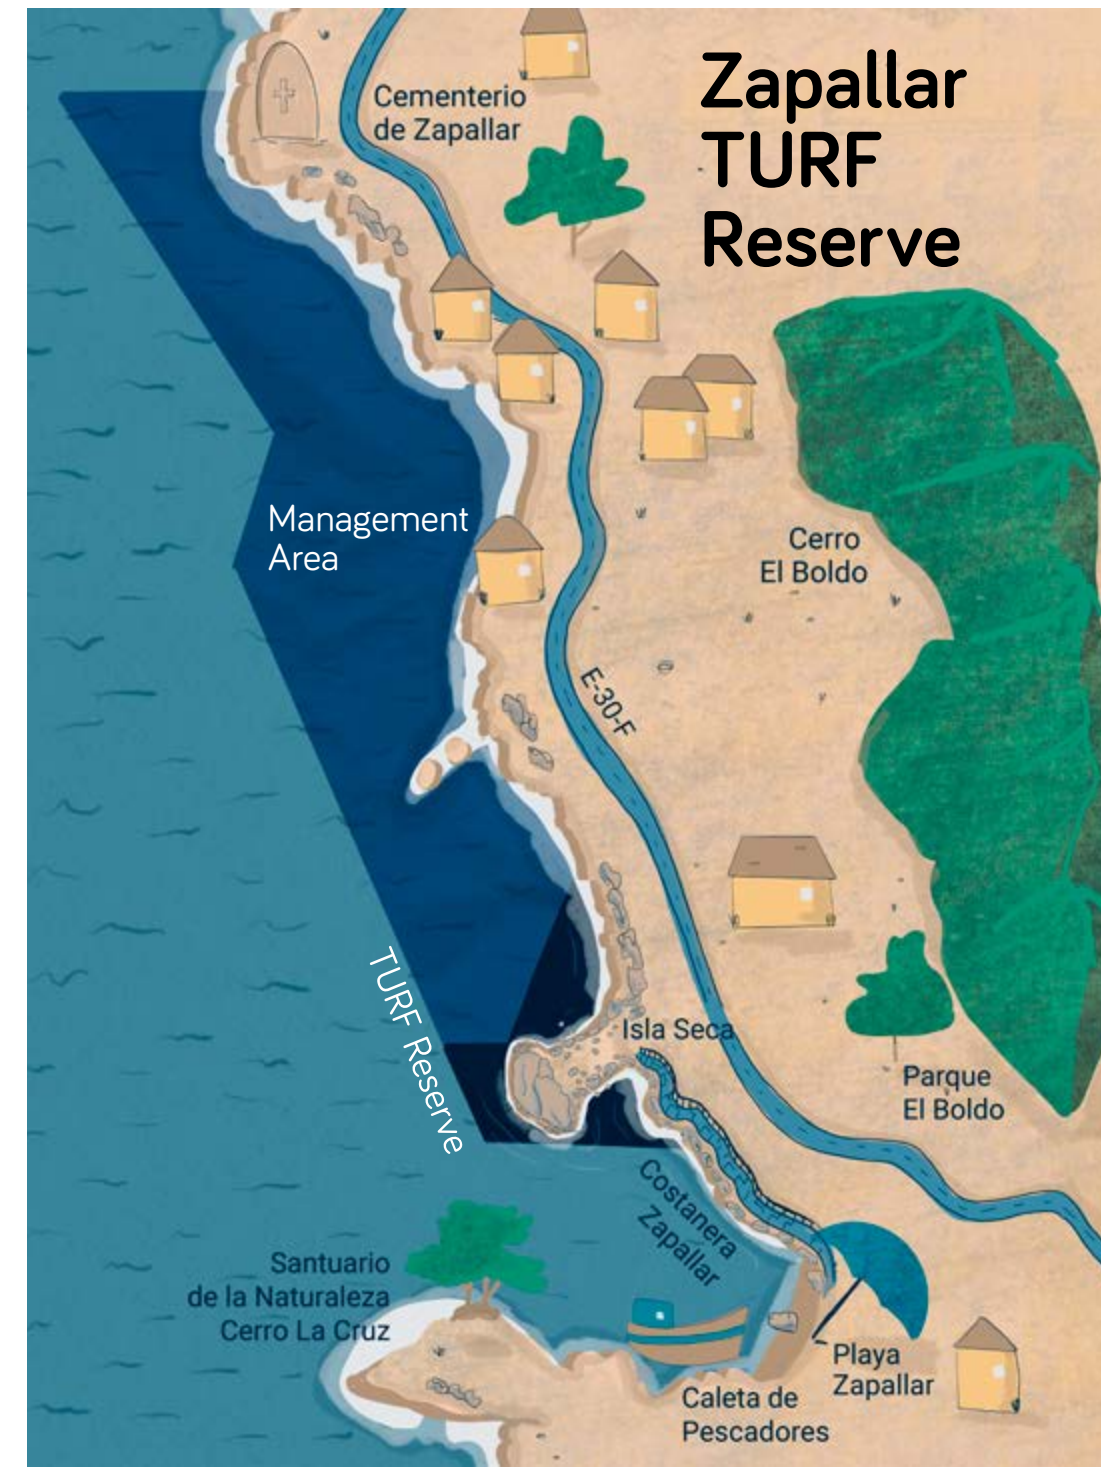 Zapallar
TURF
Reserve
Cementerio
de Zapallar
Management
Area
Cerro
El Boldo
E-30-F
TURF Reserve
Isla Seca
Parque
El Boldo
Costanera
Zapallar
Santuario
de la Naturaleza
Cerro La Cruz
Playa
Zapallar
Caleta de
Pescadores